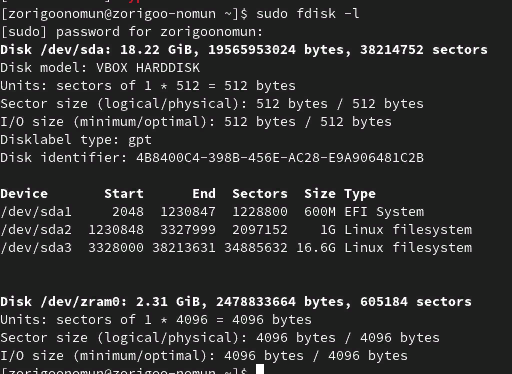 [zorigoonomun@zorigoo-nomun ~]$ sudo fdisk -l
[sudo] password for zorigoonomun:
Disk /dev/sda: 18.22 GiB, 19565953024 bytes, 38214752 sectors
Disk model: VBOX HARDDISK
Units: sectors of 1 * 512 = 512 bytes
Sector size (logical/physical): 512 bytes / 512 bytes
I/O size (minimum/optimal): 512 bytes / 512 bytes
Disklabel type: gpt
Disk identifier: 4B8400C4-398B-456E-AC28-E9A906481C2B
Device Start End Sectors Size Type
/dev/sda1 2048 1230847 1228800 600M EFI System
/dev/sda2 1230848 3327999 2097152 1G Linux filesystem
/dev/sda3 3328000 38213631 34885632 16.6G Linux filesystem
Disk /dev/zram0: 2.31 GiB, 2478833664 bytes, 605184 sectors
Units: sectors of 1 * 4096 = 4096 bytes
Sector size (logical/physical): 4096 bytes / 4096 bytes
I/O size (minimum/optimal): 4096 bytes / 4096 bytes
[zorigoonomun@zorigoo-nomun ~]$